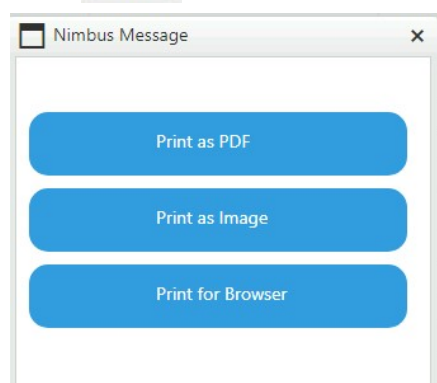 Nimbus Message
Print as PDF
Print as Image
Print for Browser